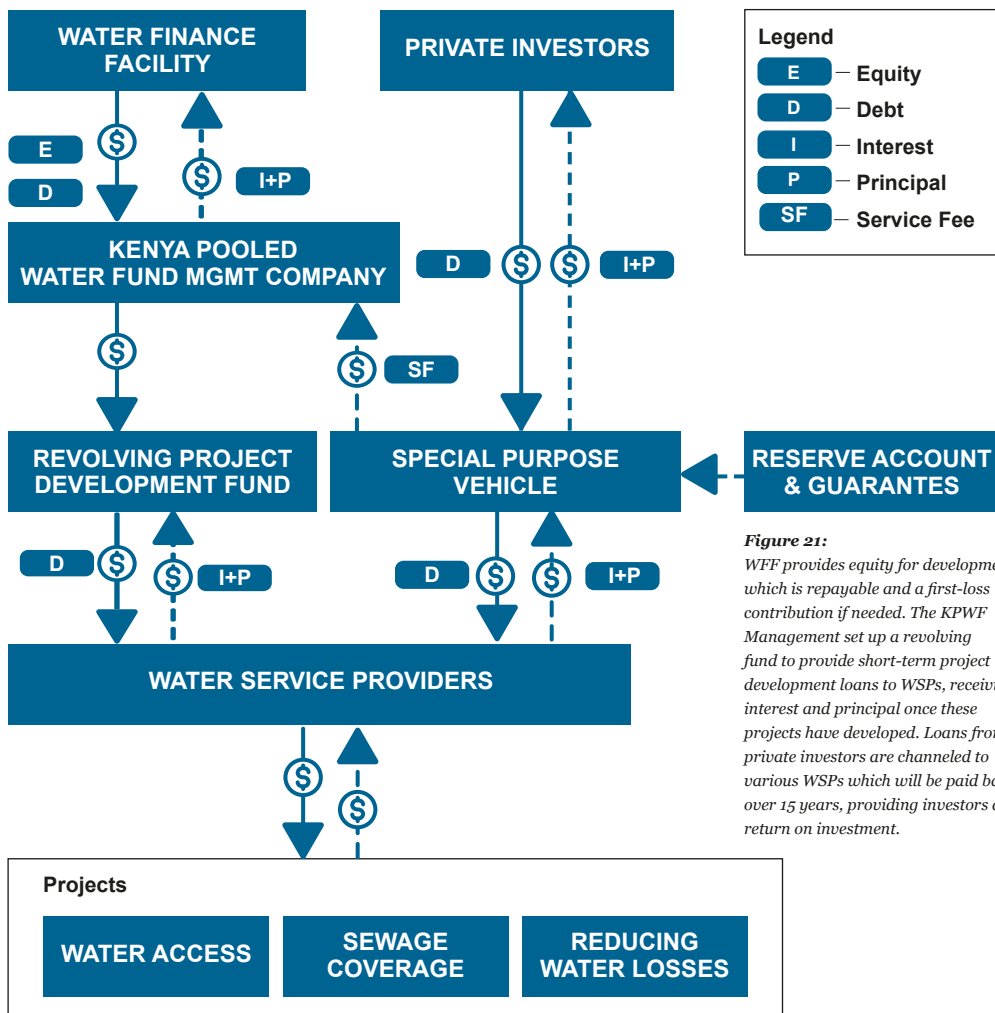 WATER FINANCE
FACILITY
PRIVATE INVESTORS
Legend
E – Equity
D – Debt
I – Interest
P – Principal
SF – Service Fee
$
E
D
$
I+P
KENYA POOLED
WATER FUND MGMT COMPANY
D
$
$
I+P
$
$
SF
REVOLVING PROJECT
DEVELOPMENT FUND
SPECIAL PURPOSE
VEHICLE
RESERVE ACCOUNT
& GUARANTES
D
$
$
I+P
D
$
$
I+P
Figure 21:
WFF provides equity for developme
which is repayable and a first-loss
contribution if needed. The KPWF
Management set up a revolving
fund to provide short-term project
development loans to WSPs, receivi
interest and principal once these
projects have developed. Loans fro
private investors are channeled to
various WSPs which will be paid ba
over 15 years, providing investors a
return on investment.
WATER SERVICE PROVIDERS
$
$
Projects
WATER ACCESS
SEWAGE
COVERAGE
REDUCING
WATER LOSSES